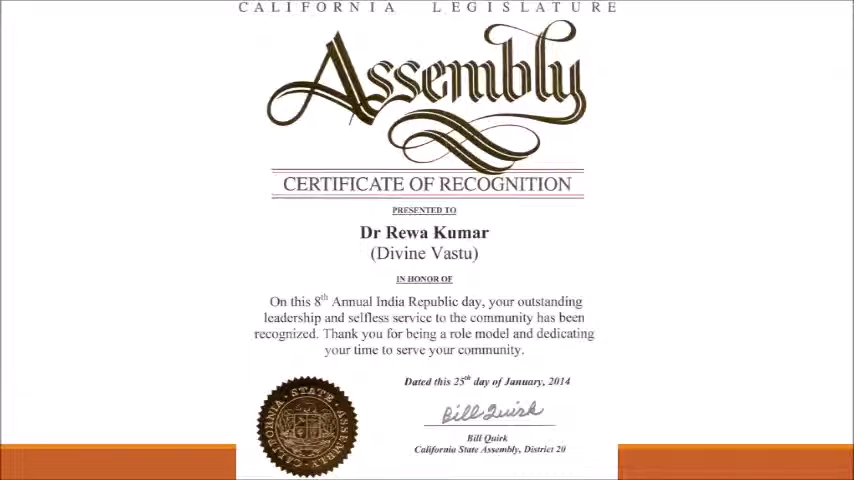 CALIFORNIA LEGISLATURE
Assembly
CERTIFICATE OF RECOGNITION
PRESENTED TO
Dr Rewa Kumar
(Divine Vastu)
IN HONOR OF
On this 8th Annual India Republic day, your outstanding
leadership and selfless service to the community has been
recognized. Thank you for being a role model and dedicating
your time to serve your community.
Dated this 25th day of January, 2014
Bill Quirk
Bill Quirk
California State Assembly, District 20
CALIFORNIA · STATE · ASSEMBLY ·